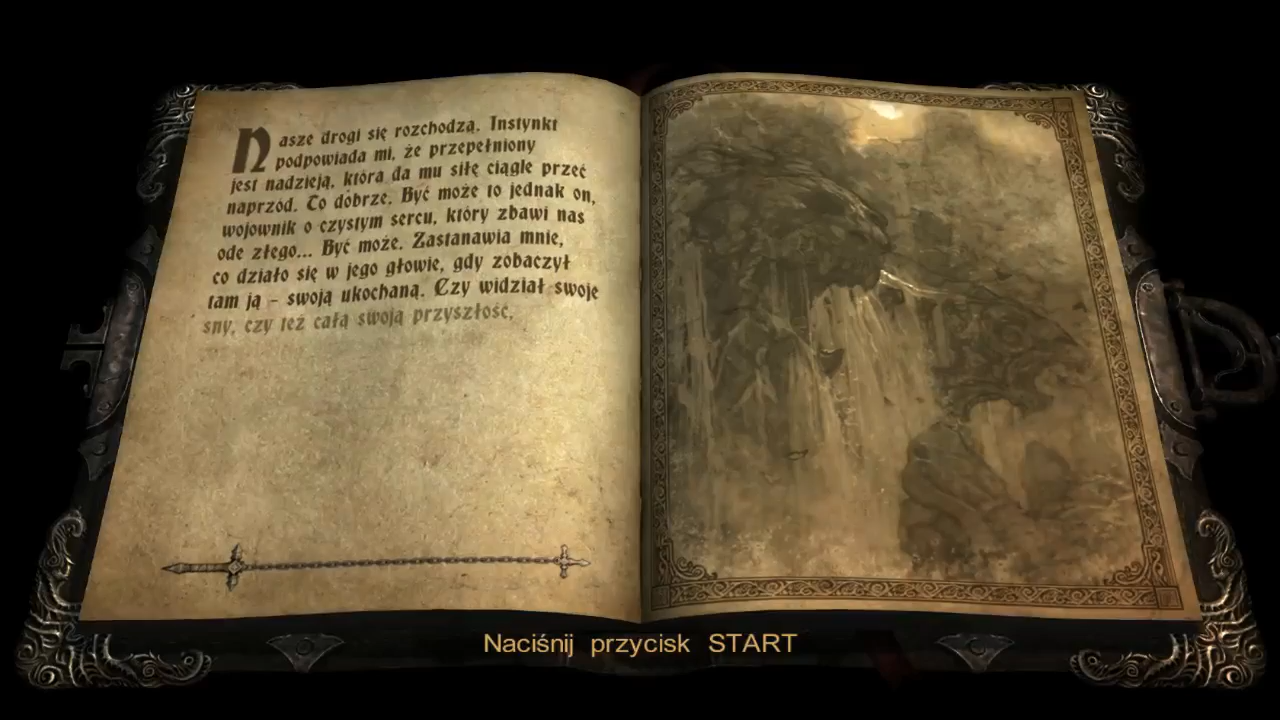 Nasze drogi się rozchodzą. Instynkt
podpowiada mi, że przepełniony
jest nadzieją, która da mu siłę ciągle przeć
naprzód. To dobrze. Być może to jednak on,
wojownik o czystym sercu, który zbawi nas
ode złego... Być może. Zastanawia mnie,
co działo się w jego głowie, gdy zobaczył
tam ją - swoją ukochaną. Czy widział swoje
sny, czy też całą swoją przyszłość,
Naciśnij przycisk START